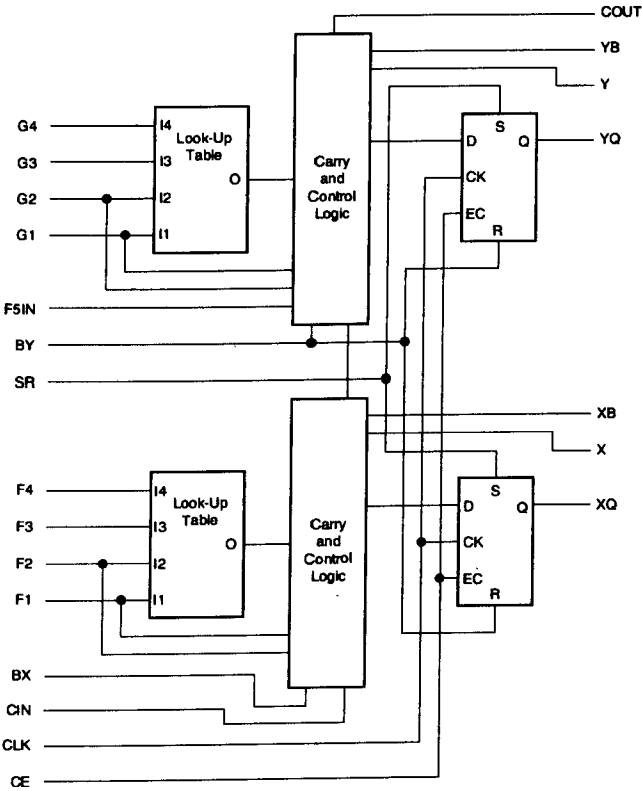 COUT
YB
Y
G4
G3
G2
G1
I4
I3
I2
I1
Look-Up
Table
O
Carry
and
Control
Logic
S
D
Q
CK
EC
R
YQ
F5IN
BY
SR
XB
X
F4
F3
F2
F1
I4
I3
I2
I1
Look-Up
Table
O
Carry
and
Control
Logic
S
D
Q
CK
EC
R
XQ
BX
CIN
CLK
CE